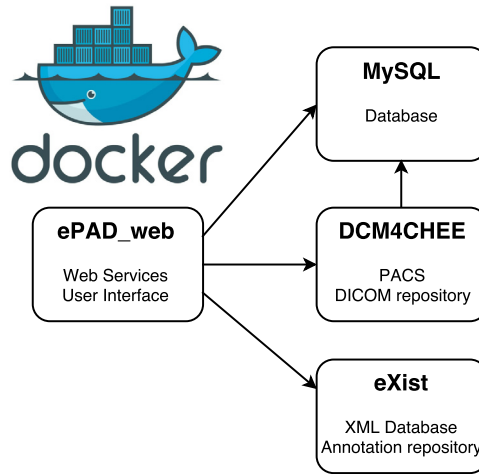 docker
MySQL
Database
ePAD_web
Web Services
User Interface
DCM4CHEE
PACS
DICOM repository
eXist
XML Database
Annotation repository